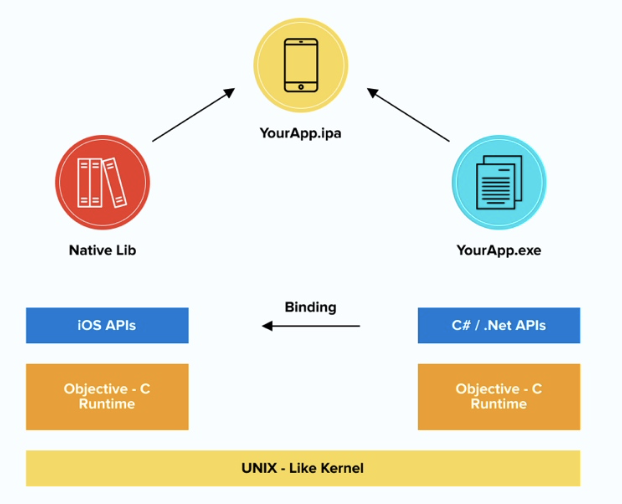 YourApp.ipa
Native Lib
YourApp.exe
Binding
iOS APIs
C# / .Net APIs
Objective - C
Runtime
Objective - C
Runtime
UNIX - Like Kernel